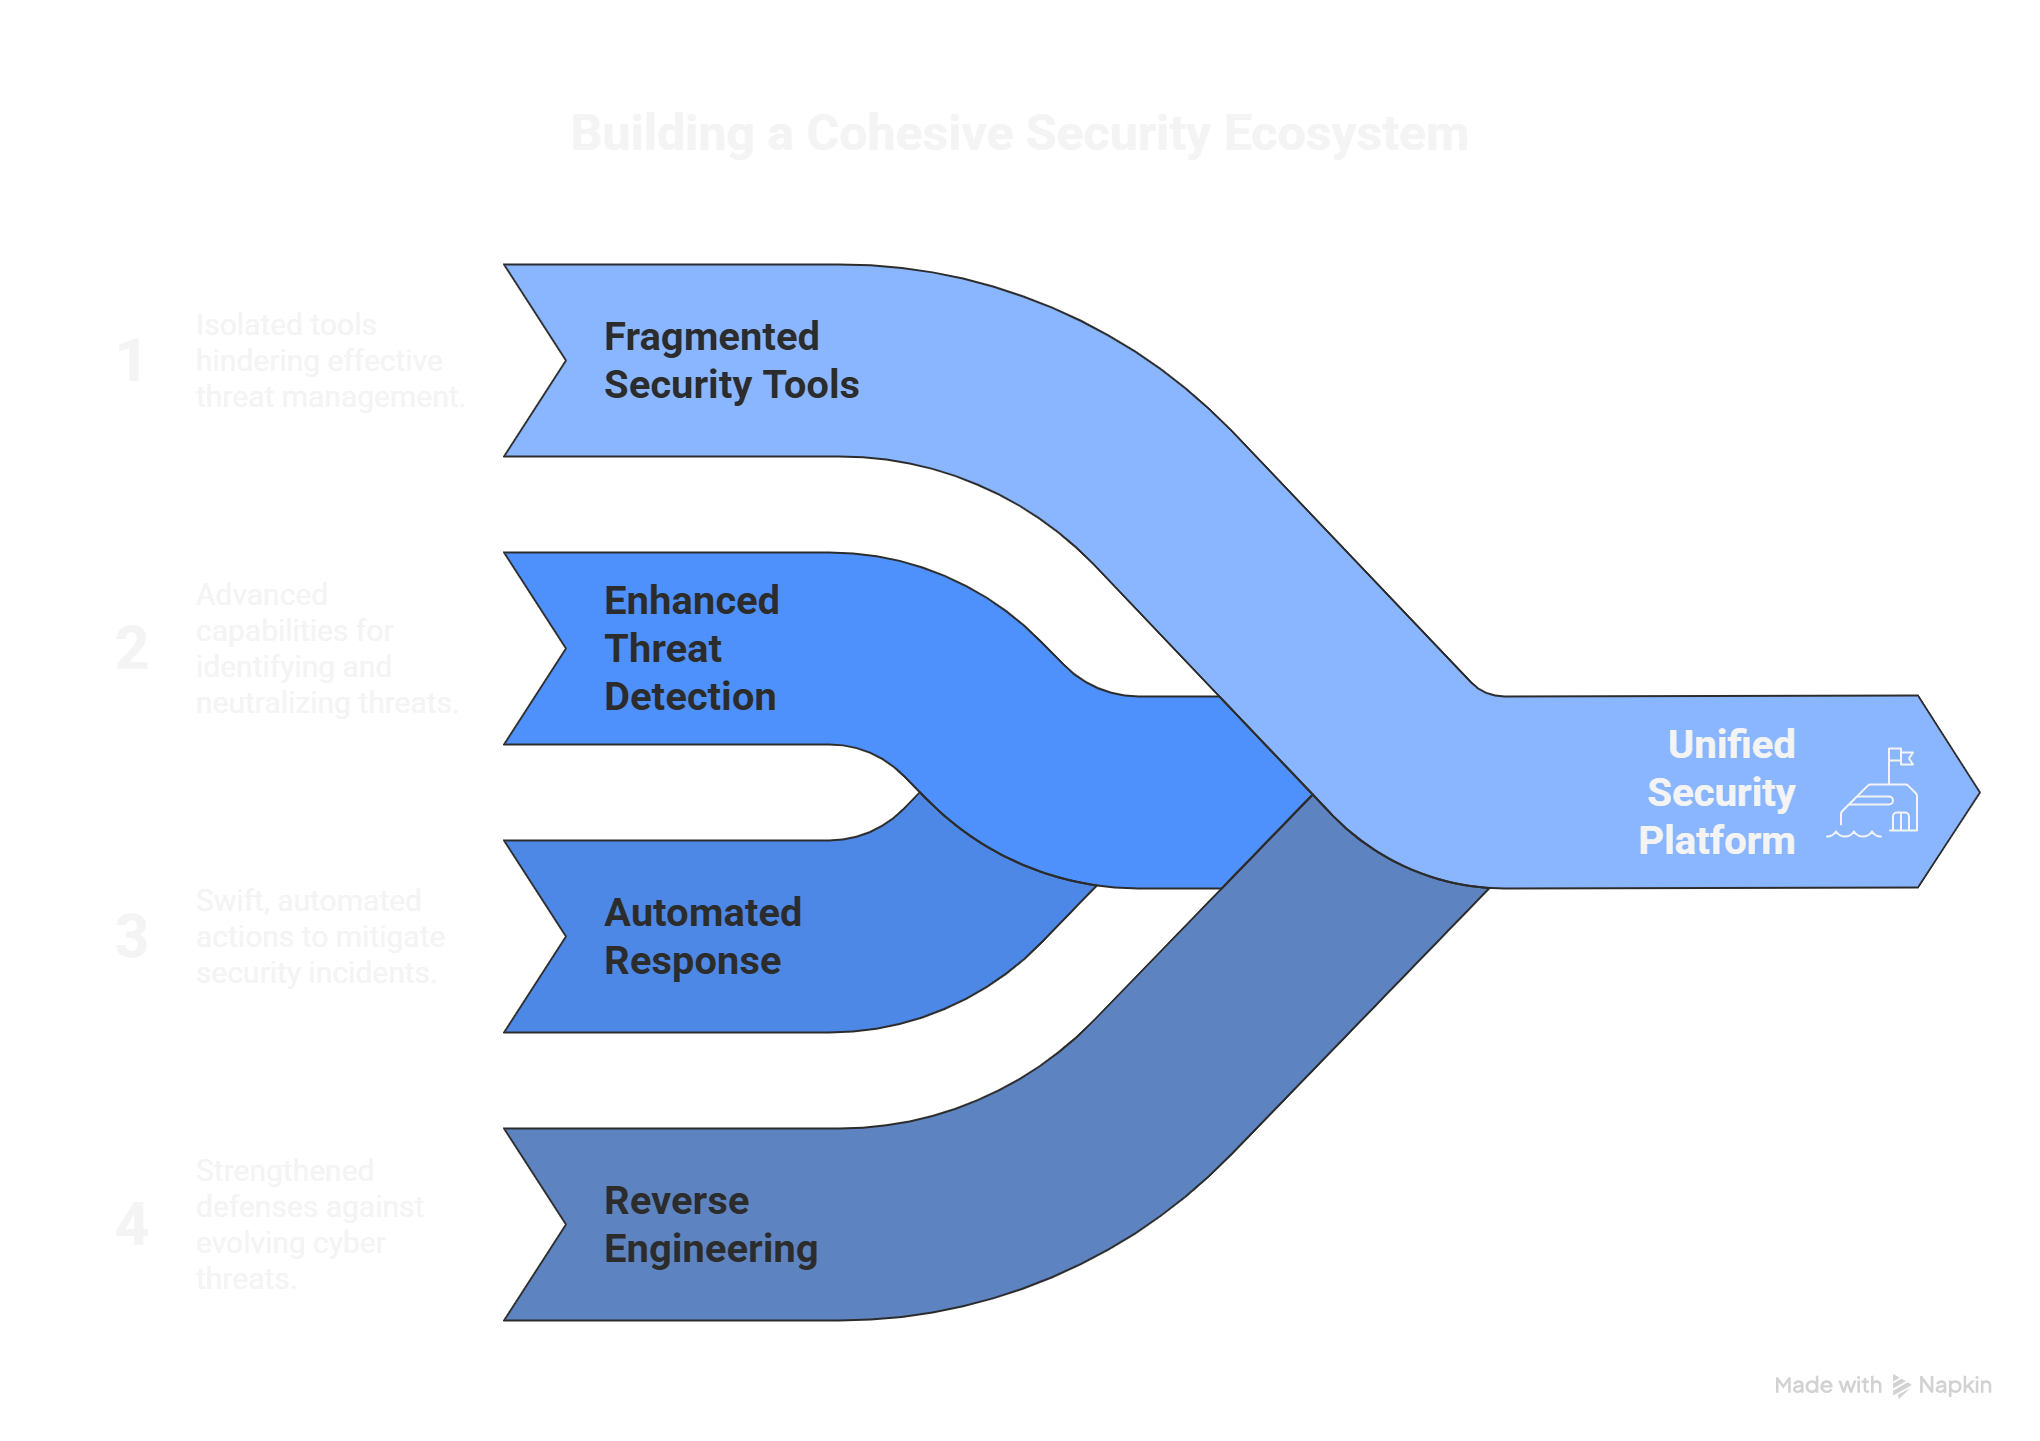 Building a Cohesive Security Ecosystem
1
Isolated tools
hindering effective
threat management.
Fragmented
Security Tools
2
Advanced
capabilities for
identifying and
neutralizing threats.
Enhanced
Threat
Detection
Unified
Security
Platform
3
Swift, automated
actions to mitigate
security incidents.
Automated
Response
4
Strengthened
defenses against
evolving cyber
threats.
Reverse
Engineering
Made with Napkin